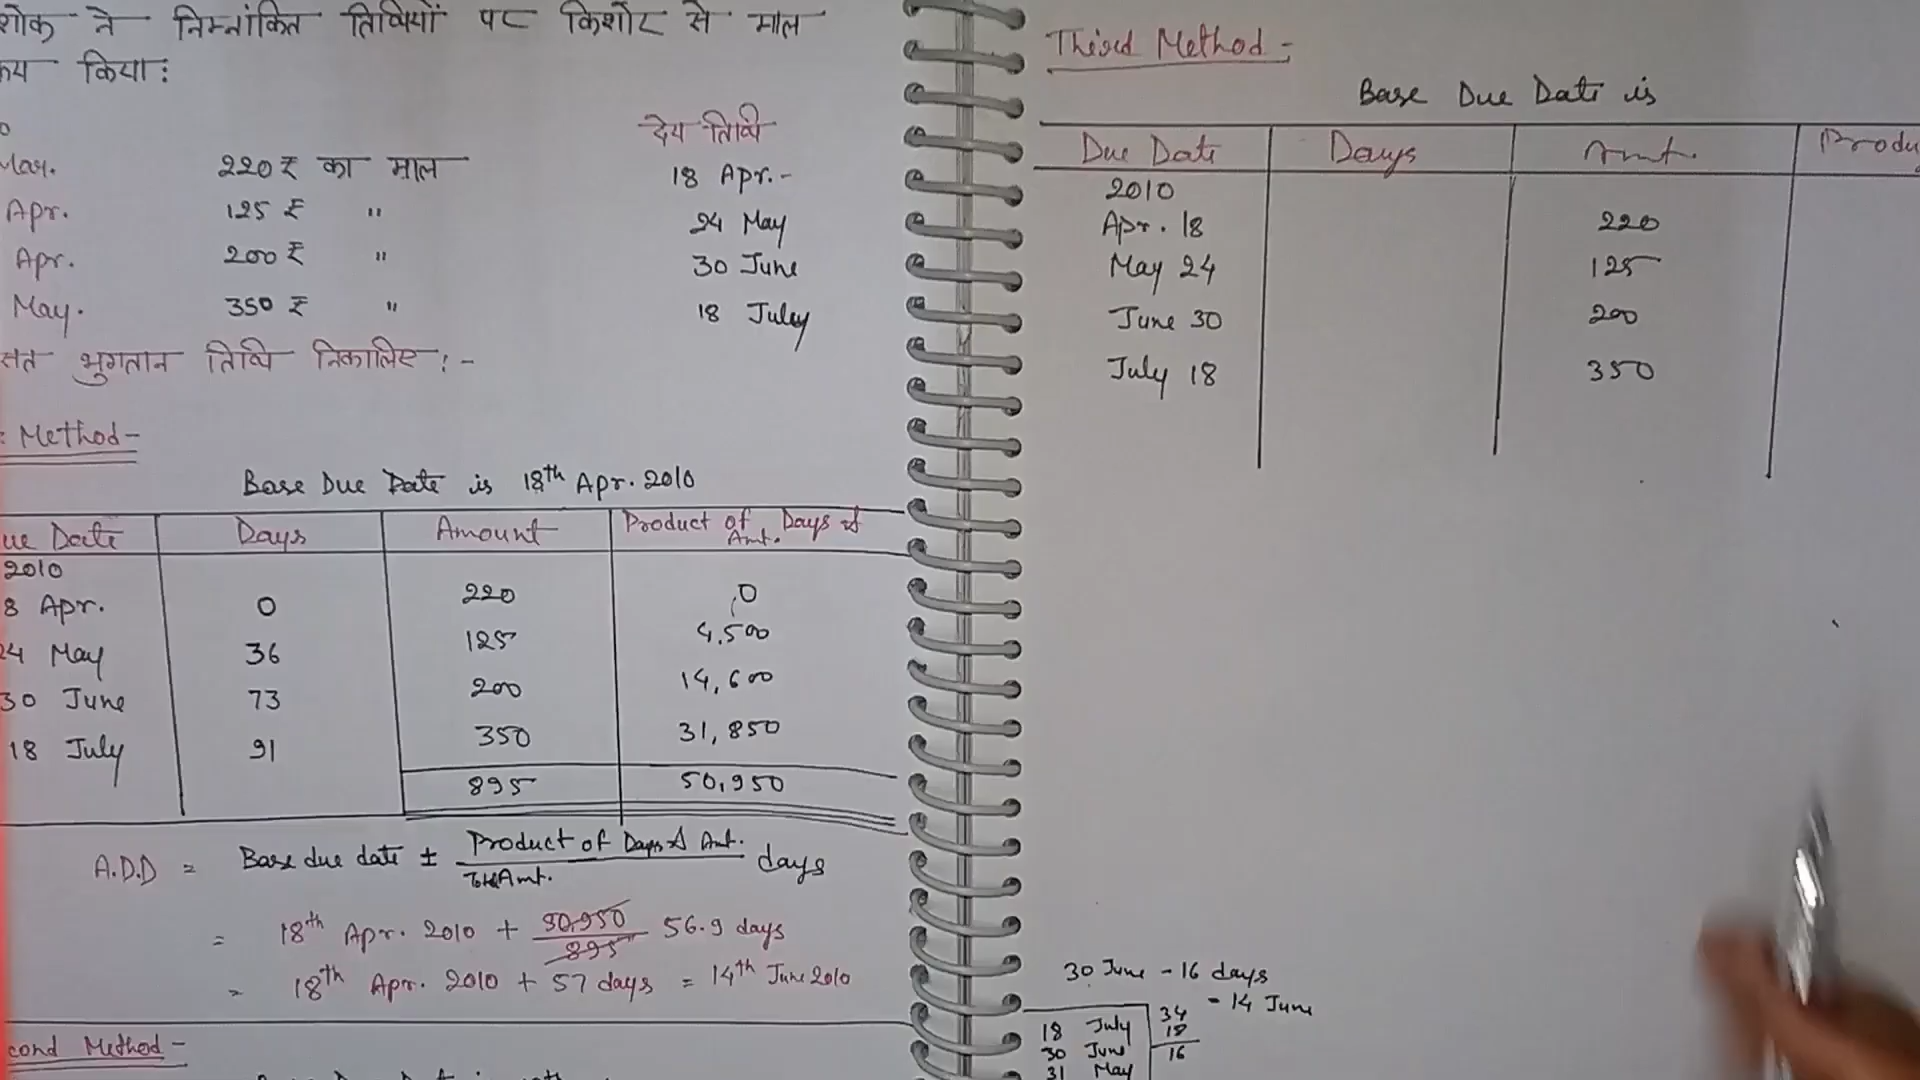 ने निम्नांकित तिथियों पर किशोर से माल
किया :
देय तिथि
Mar. 220 ₹ का माल 18 Apr. -
Apr. 125 ₹ " 24 May
Apr. 200 ₹ " 30 June
May. 350 ₹ " 18 July
भुगतान तिथि निकालिए : -
Method -
Base Due Date is 18th Apr. 2010
Date Days Amount Product of Days & Amt.
2010
8 Apr. 0 220 0
24 May 36 125 4,500
30 June 73 200 14,600
18 July 91 350 31,850
895 50,950
A.D.D = Base due date ± Product of Days & Amt. / Total Amt. days
= 18th Apr. 2010 + 50,950 / 895 56.9 days
= 18th Apr. 2010 + 57 days = 14th June 2010
cond Method -
Third Method -
Base Due Date is
Due Date Days Amt. Produ
2010
Apr. 18 220
May 24 125
June 30 200
July 18 350
30 June - 16 days
- 14 June
18 July 34
30 June 18
31 May 16